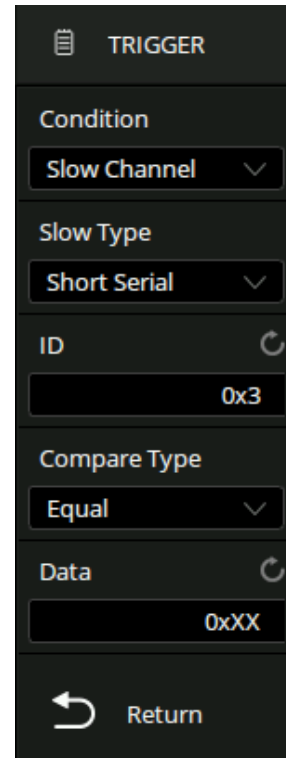 TRIGGER
Condition
Slow Channel
Slow Type
Short Serial
ID
0x3
Compare Type
Equal
Data
0xXX
Return